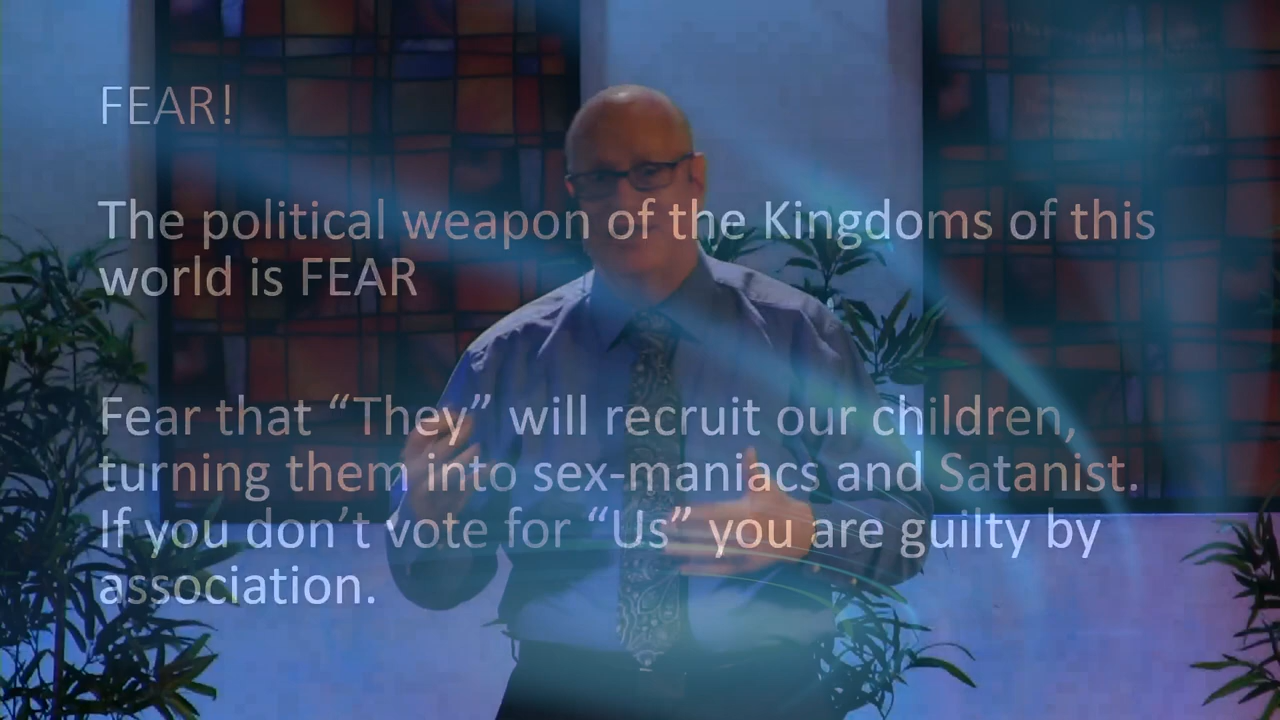 FEAR!
The political weapon of the Kingdoms of this
world is FEAR
Fear that “They” will recruit our children,
turning them into sex-maniacs and Satanist.
If you don’t vote for “Us” you are guilty by
association.